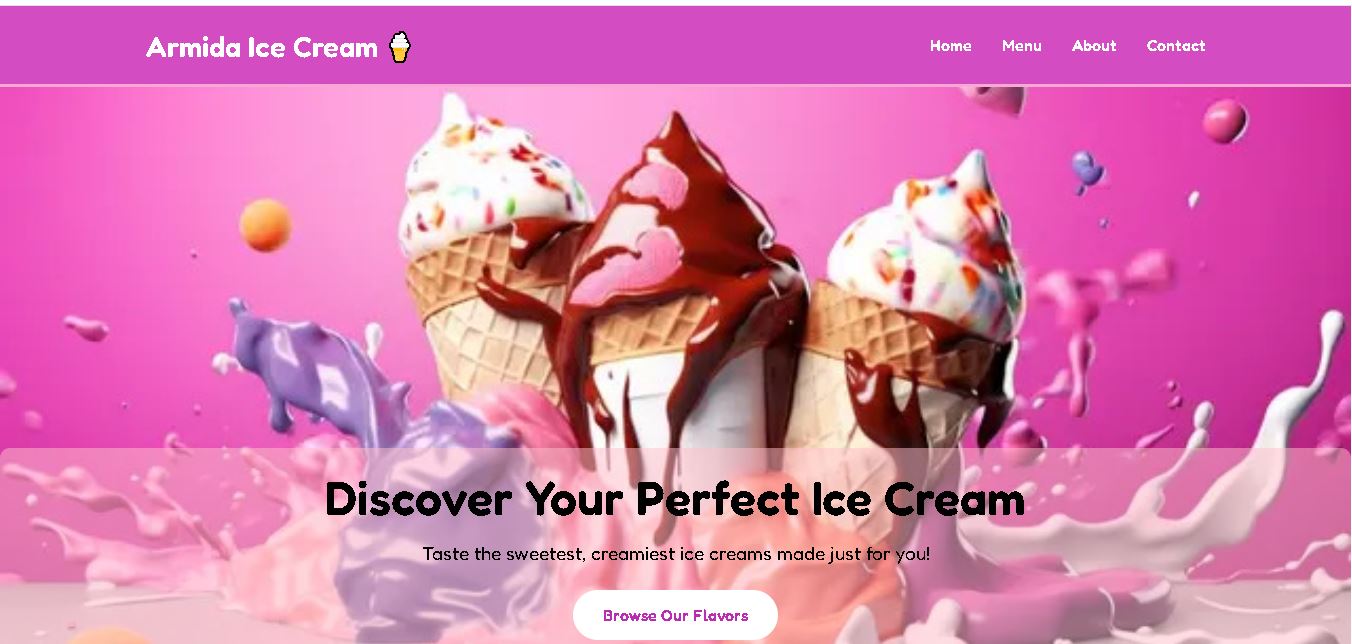 Armida Ice Cream
Home Menu About Contact
Discover Your Perfect Ice Cream
Taste the sweetest, creamiest ice creams made just for you!
Browse Our Flavors